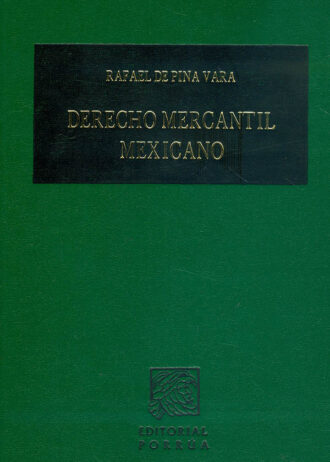 RAFAEL DE PINA VARA
DERECHO MERCANTIL
MEXICANO
EDITORIAL
PORRÚA